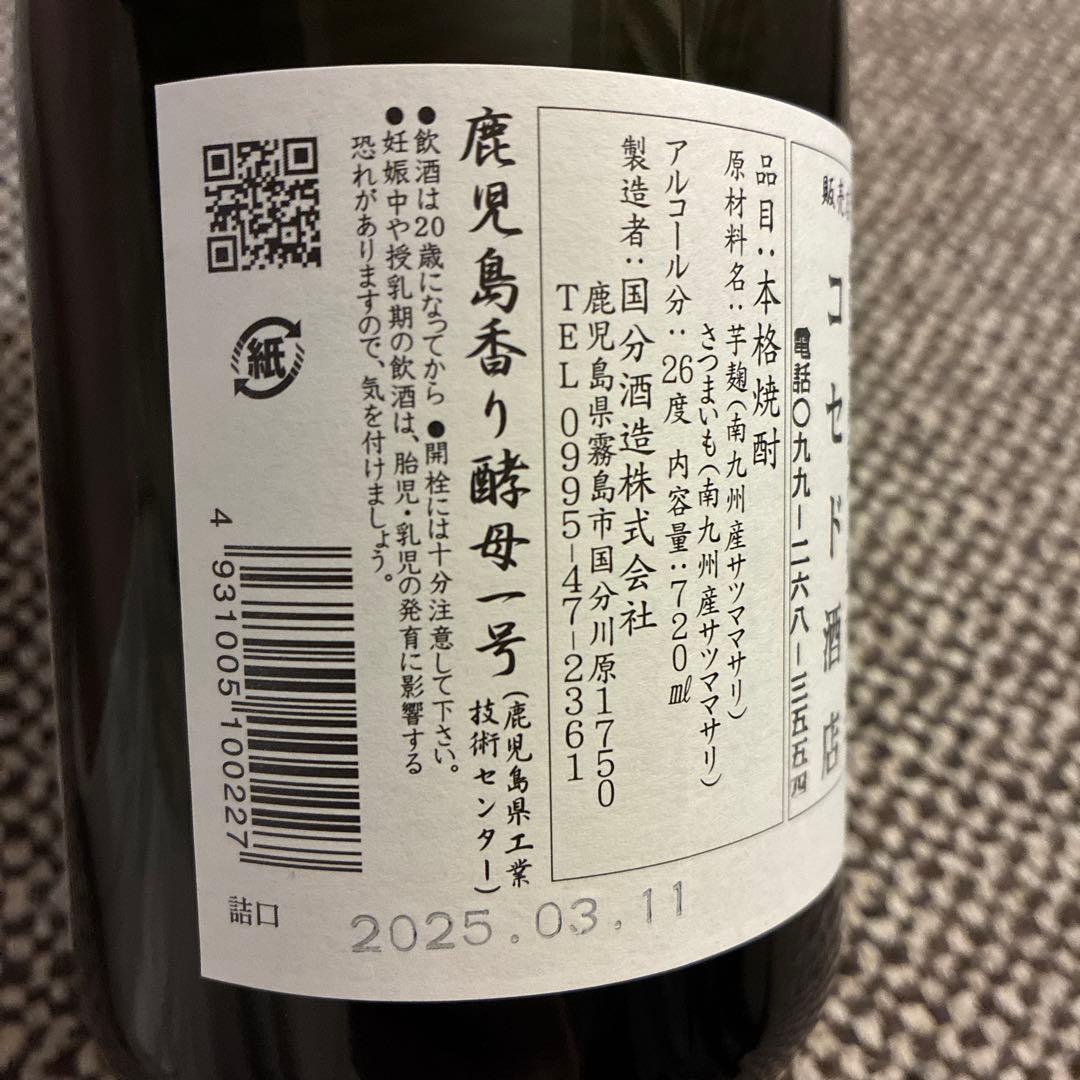 販売
コセド酒店
電話〇九九ー二六八ー三五五四
品目：本格焼酎
原材料名：芋麹（南九州産サツママサリ）
さつまいも（南九州産サツママサリ）
アルコール分：26度 内容量：720㎖
製造者：国分酒造株式会社
鹿児島県霧島市国分川原1750
TEL 0995-47-2361
鹿児島香り酵母一号（鹿児島県工業
技術センター）
●飲酒は20歳になってから ●開栓には十分注意して下さい。
●妊娠中や授乳期の飲酒は、胎児・乳児の発育に影響する
恐れがありますので、気を付けましょう。
紙
4 931005 100227
詰口
2025.03.11